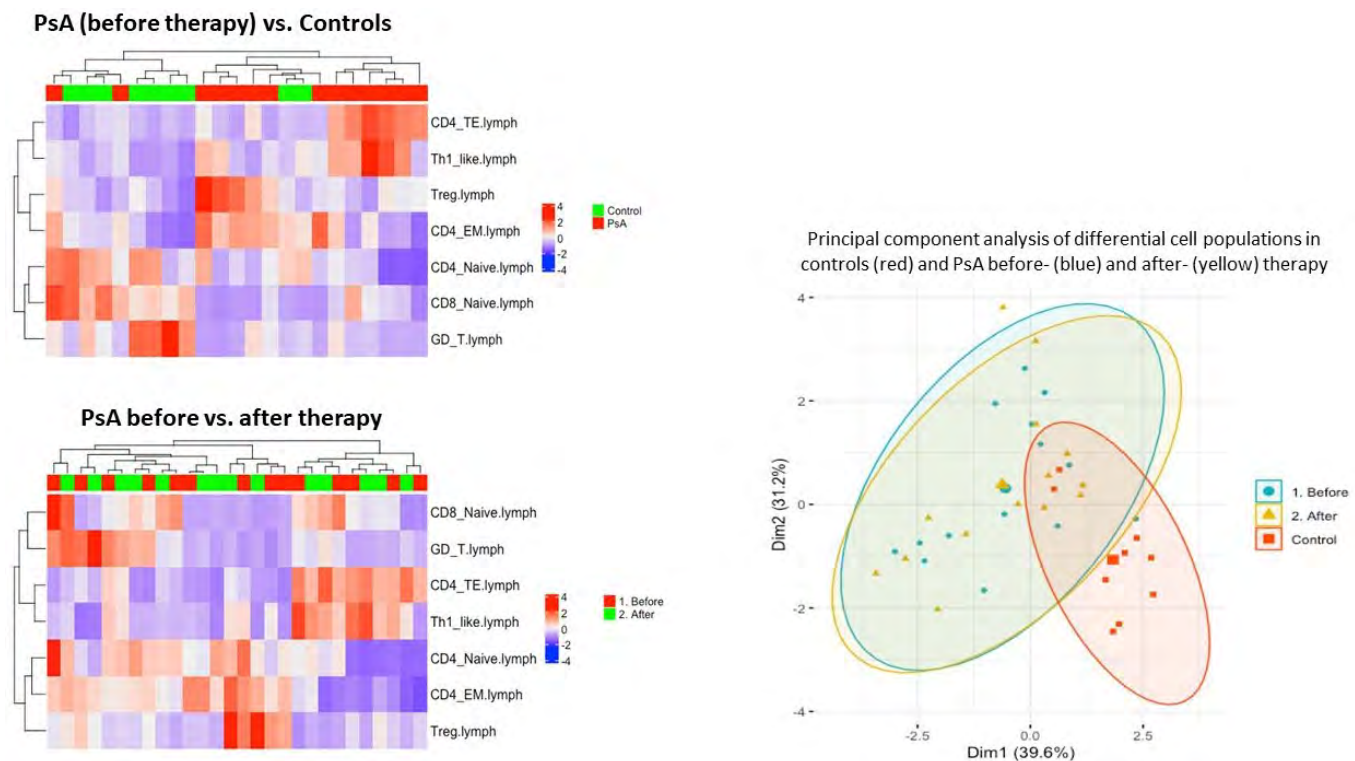 PsA (before therapy) vs. Controls
CD4_TE.lymph
Th1_like.lymph
Treg.lymph
CD4_EM.lymph
CD4_Naive.lymph
CD8_Naive.lymph
GD_T.lymph
4
2
0
-2
-4
Control
PsA
PsA before vs. after therapy
CD8_Naive.lymph
GD_T.lymph
CD4_TE.lymph
Th1_like.lymph
CD4_Naive.lymph
CD4_EM.lymph
Treg.lymph
4
2
0
-2
-4
1. Before
2. After
Principal component analysis of differential cell populations in
controls (red) and PsA before- (blue) and after- (yellow) therapy
4
2
0
-2
-4
Dim2 (31.2%)
-2.5
0.0
2.5
Dim1 (39.6%)
1. Before
2. After
Control